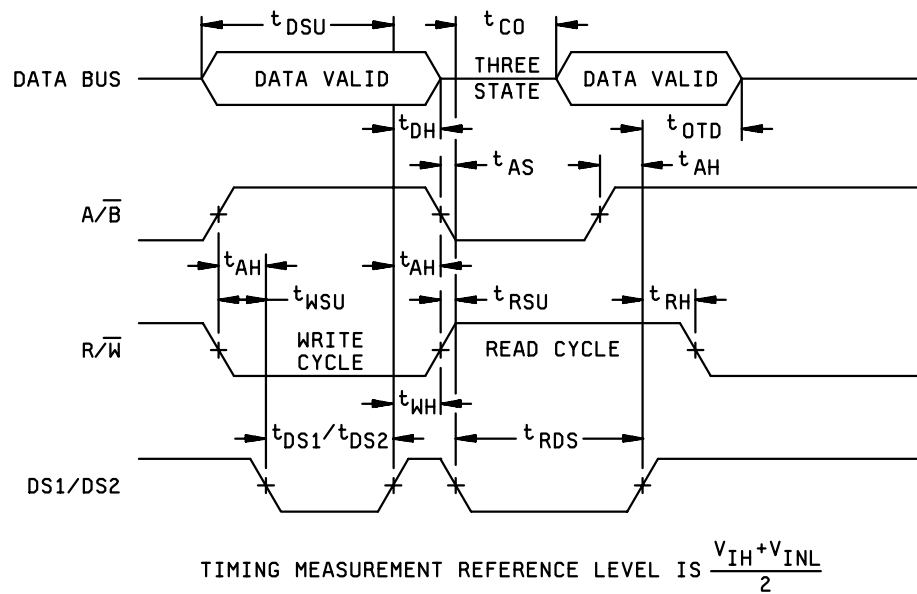 tDSU
tCO
DATA BUS
DATA VALID
THREE
STATE
DATA VALID
tDH
tOTD
tAS
tAH
A/B̅
tAH
tAH
tWSU
tRSU
tRH
R/W̅
WRITE
CYCLE
READ CYCLE
tWH
tDS1/tDS2
tRDS
DS1/DS2
TIMING MEASUREMENT REFERENCE LEVEL IS VIH+VINL
2